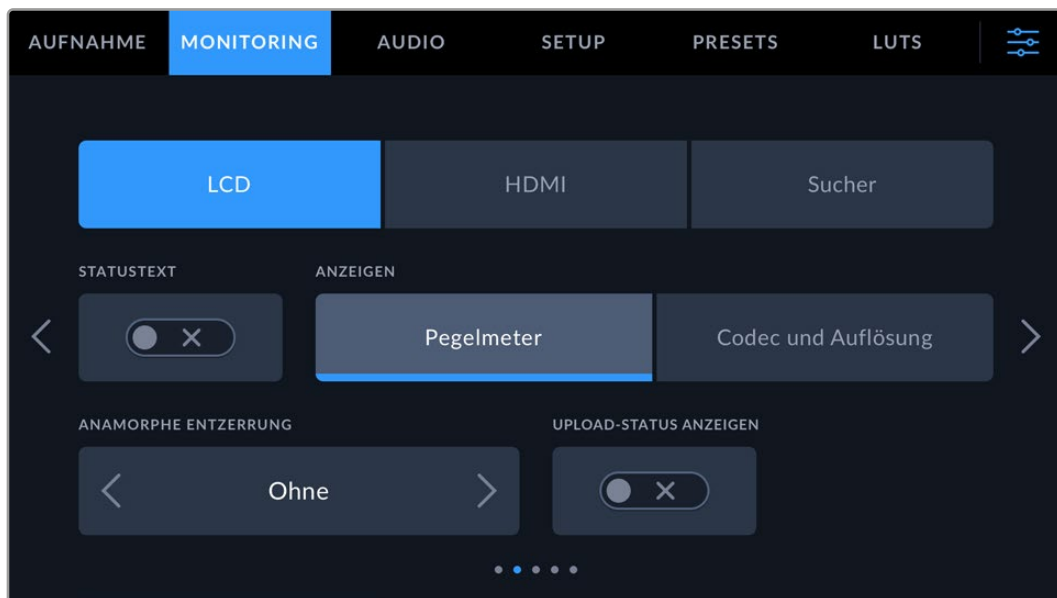 AUFNAHME MONITORING AUDIO SETUP PRESETS LUTS
LCD HDMI Sucher
STATUSTEXT ANZEIGEN
Pegelmeter Codec und Auflösung
ANAMORPHE ENTZERRUNG UPLOAD-STATUS ANZEIGEN
Ohne